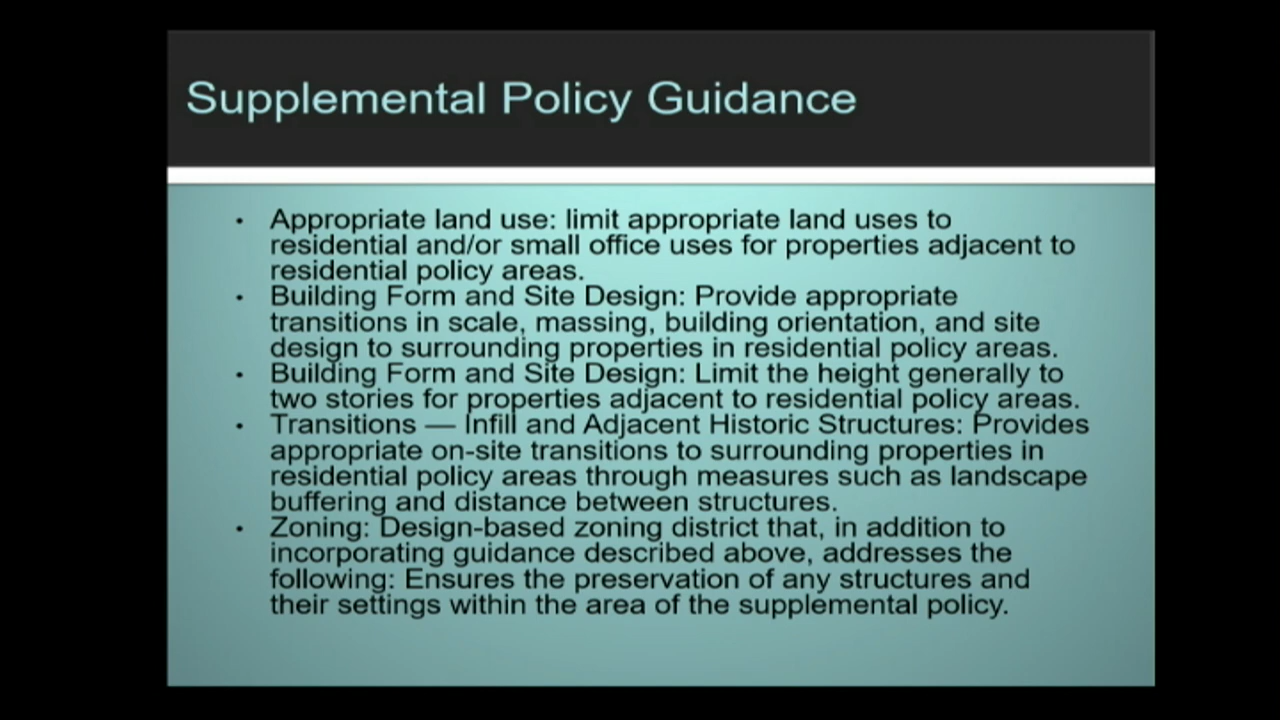 Supplemental Policy Guidance
• Appropriate land use: limit appropriate land uses to
residential and/or small office uses for properties adjacent to
residential policy areas.
• Building Form and Site Design: Provide appropriate
transitions in scale, massing, building orientation, and site
design to surrounding properties in residential policy areas.
• Building Form and Site Design: Limit the height generally to
two stories for properties adjacent to residential policy areas.
• Transitions — Infill and Adjacent Historic Structures: Provides
appropriate on-site transitions to surrounding properties in
residential policy areas through measures such as landscape
buffering and distance between structures.
• Zoning: Design-based zoning district that, in addition to
incorporating guidance described above, addresses the
following: Ensures the preservation of any structures and
their settings within the area of the supplemental policy.